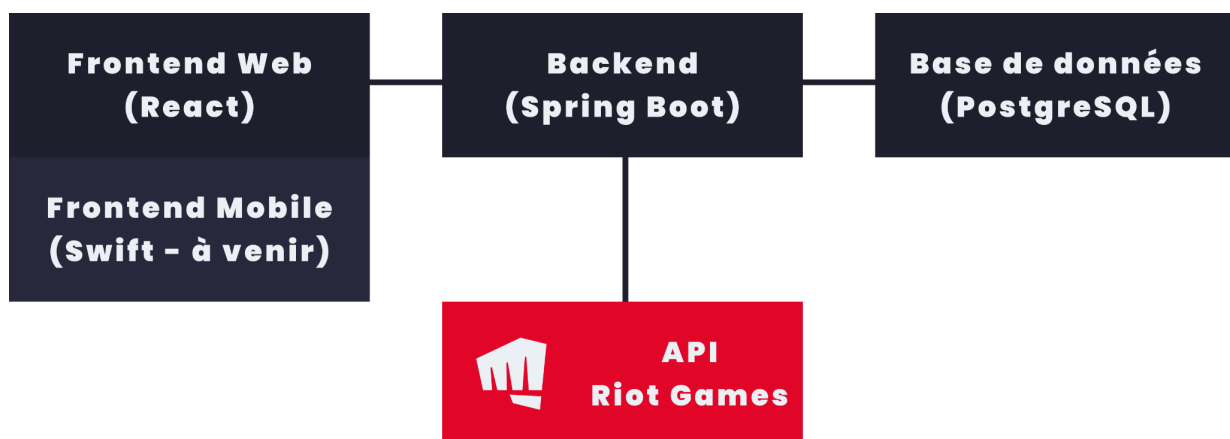 Frontend Web
(React)
Frontend Mobile
(Swift - à venir)
Backend
(Spring Boot)
Base de données
(PostgreSQL)
API
Riot Games